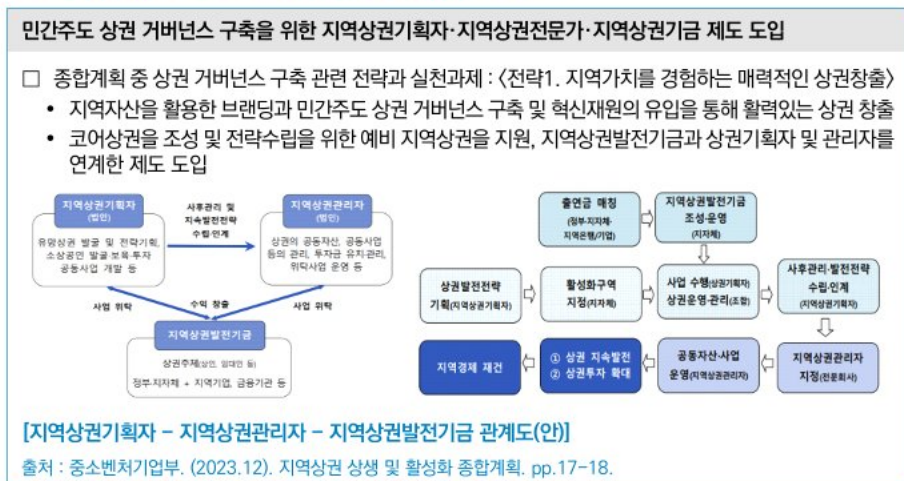 민간주도 상권 거버넌스 구축을 위한 지역상권기획자·지역상권전문가·지역상권기금 제도 도입
□ 종합계획 중 상권 거버넌스 구축 관련 전략과 실천과제 : <전략1. 지역가치를 경험하는 매력적인 상권창출>
• 지역자산을 활용한 브랜딩과 민간주도 상권 거버넌스 구축 및 혁신재원의 유입을 통해 활력있는 상권 창출
• 코어상권을 조성 및 전략수립을 위한 예비 지역상권을 지원, 지역상권발전기금과 상권기획자 및 관리자를
연계한 제도 도입
지역상권기획자
(법인)
유망상권 발굴 및 전략기획,
소상공인 발굴·보육·투자
공동사업 개발 등
사후관리 및
지속발전전략
수립·인계
지역상권관리자
(법인)
상권의 공동자산, 공동사업
등의 관리, 투자금 유지·관리,
위탁사업 운영 등
사업 위탁
수익 창출
사업 위탁
지역상권발전기금
상권주체(상인, 임대인 등)
정부·지자체 + 지역기업, 금융기관 등
출연금 매칭
(정부·지자체·
지역은행/기업)
지역상권발전기금
조성·운영
(지자체)
상권발전전략
기획(지역상권기획자)
활성화구역
지정(지자체)
사업 수행(상권기획자)
상권운영·관리(조합)
사후관리·발전전략
수립·인계
(지역상권기획자)
지역경제 재건
① 상권 지속발전
② 상권투자 확대
공동자산·사업
운영(지역상권관리자)
지역상권관리자
지정(전문회사)
[지역상권기획자 - 지역상권관리자 - 지역상권발전기금 관계도(안)]
출처 : 중소벤처기업부. (2023.12). 지역상권 상생 및 활성화 종합계획. pp.17-18.